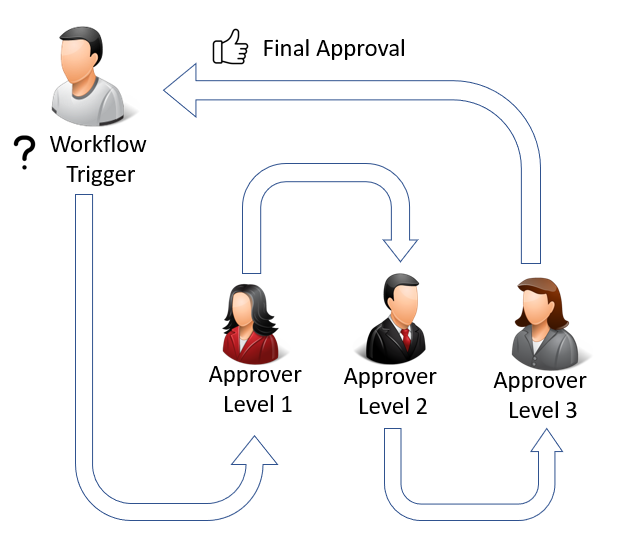 Final Approval
?
Workflow
Trigger
Approver
Level 1
Approver
Level 2
Approver
Level 3